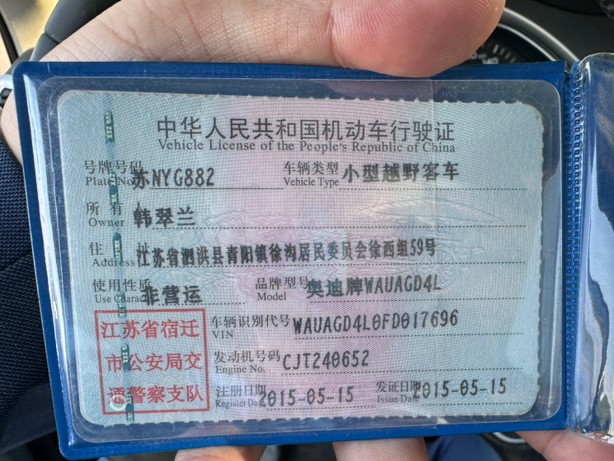 中华人民共和国机动车行驶证
Vehicle License of the People's Republic of China
号牌号码 苏NYG882 车辆类型 小型越野客车
Plate No. Vehicle Type
所有人 韩翠兰
Owner
住址 江苏省泗洪县青阳镇徐沟居民委员会徐西组59号
Address
使用性质 非营运 品牌型号 奥迪牌WAUAGD4L
Use Charac Model
江苏省宿迁
市公安局交
通警察支队
车辆识别代号 WAUAGD4L0FD017696
VIN
发动机号码 CJT240652
Engine No.
注册日期 2015-05-15 发证日期 2015-05-15
Register Date Issue Date